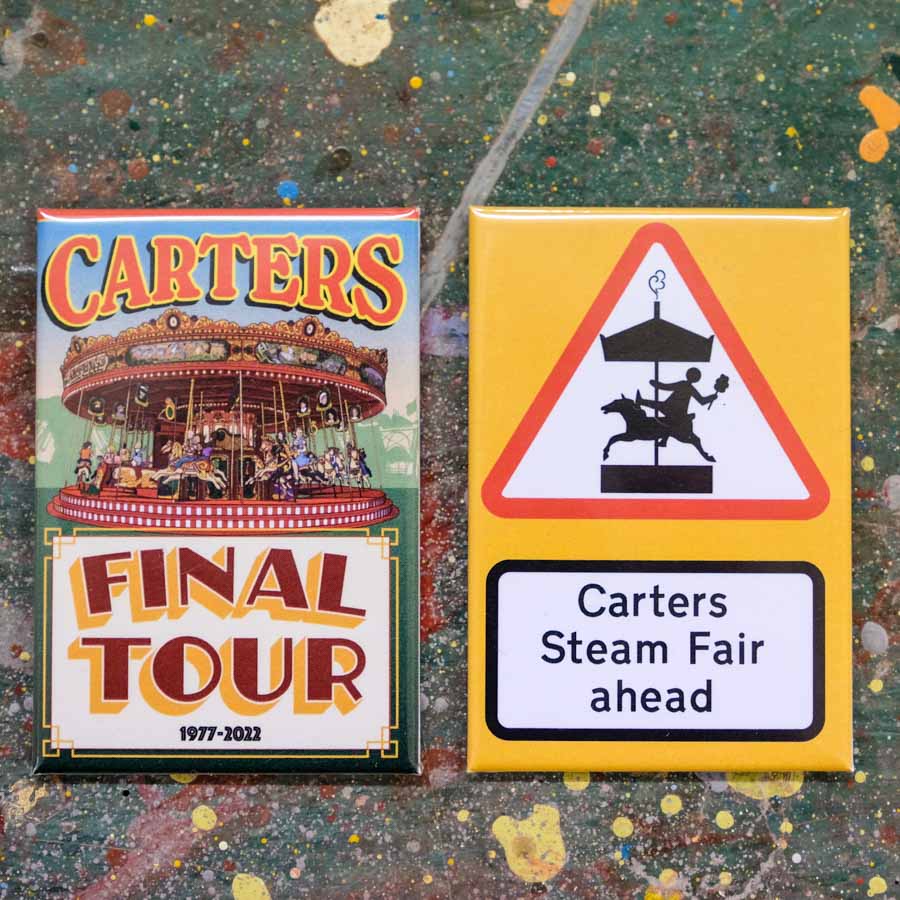 CARTERS
FINAL
TOUR
1977-2022
Carters
Steam Fair
ahead